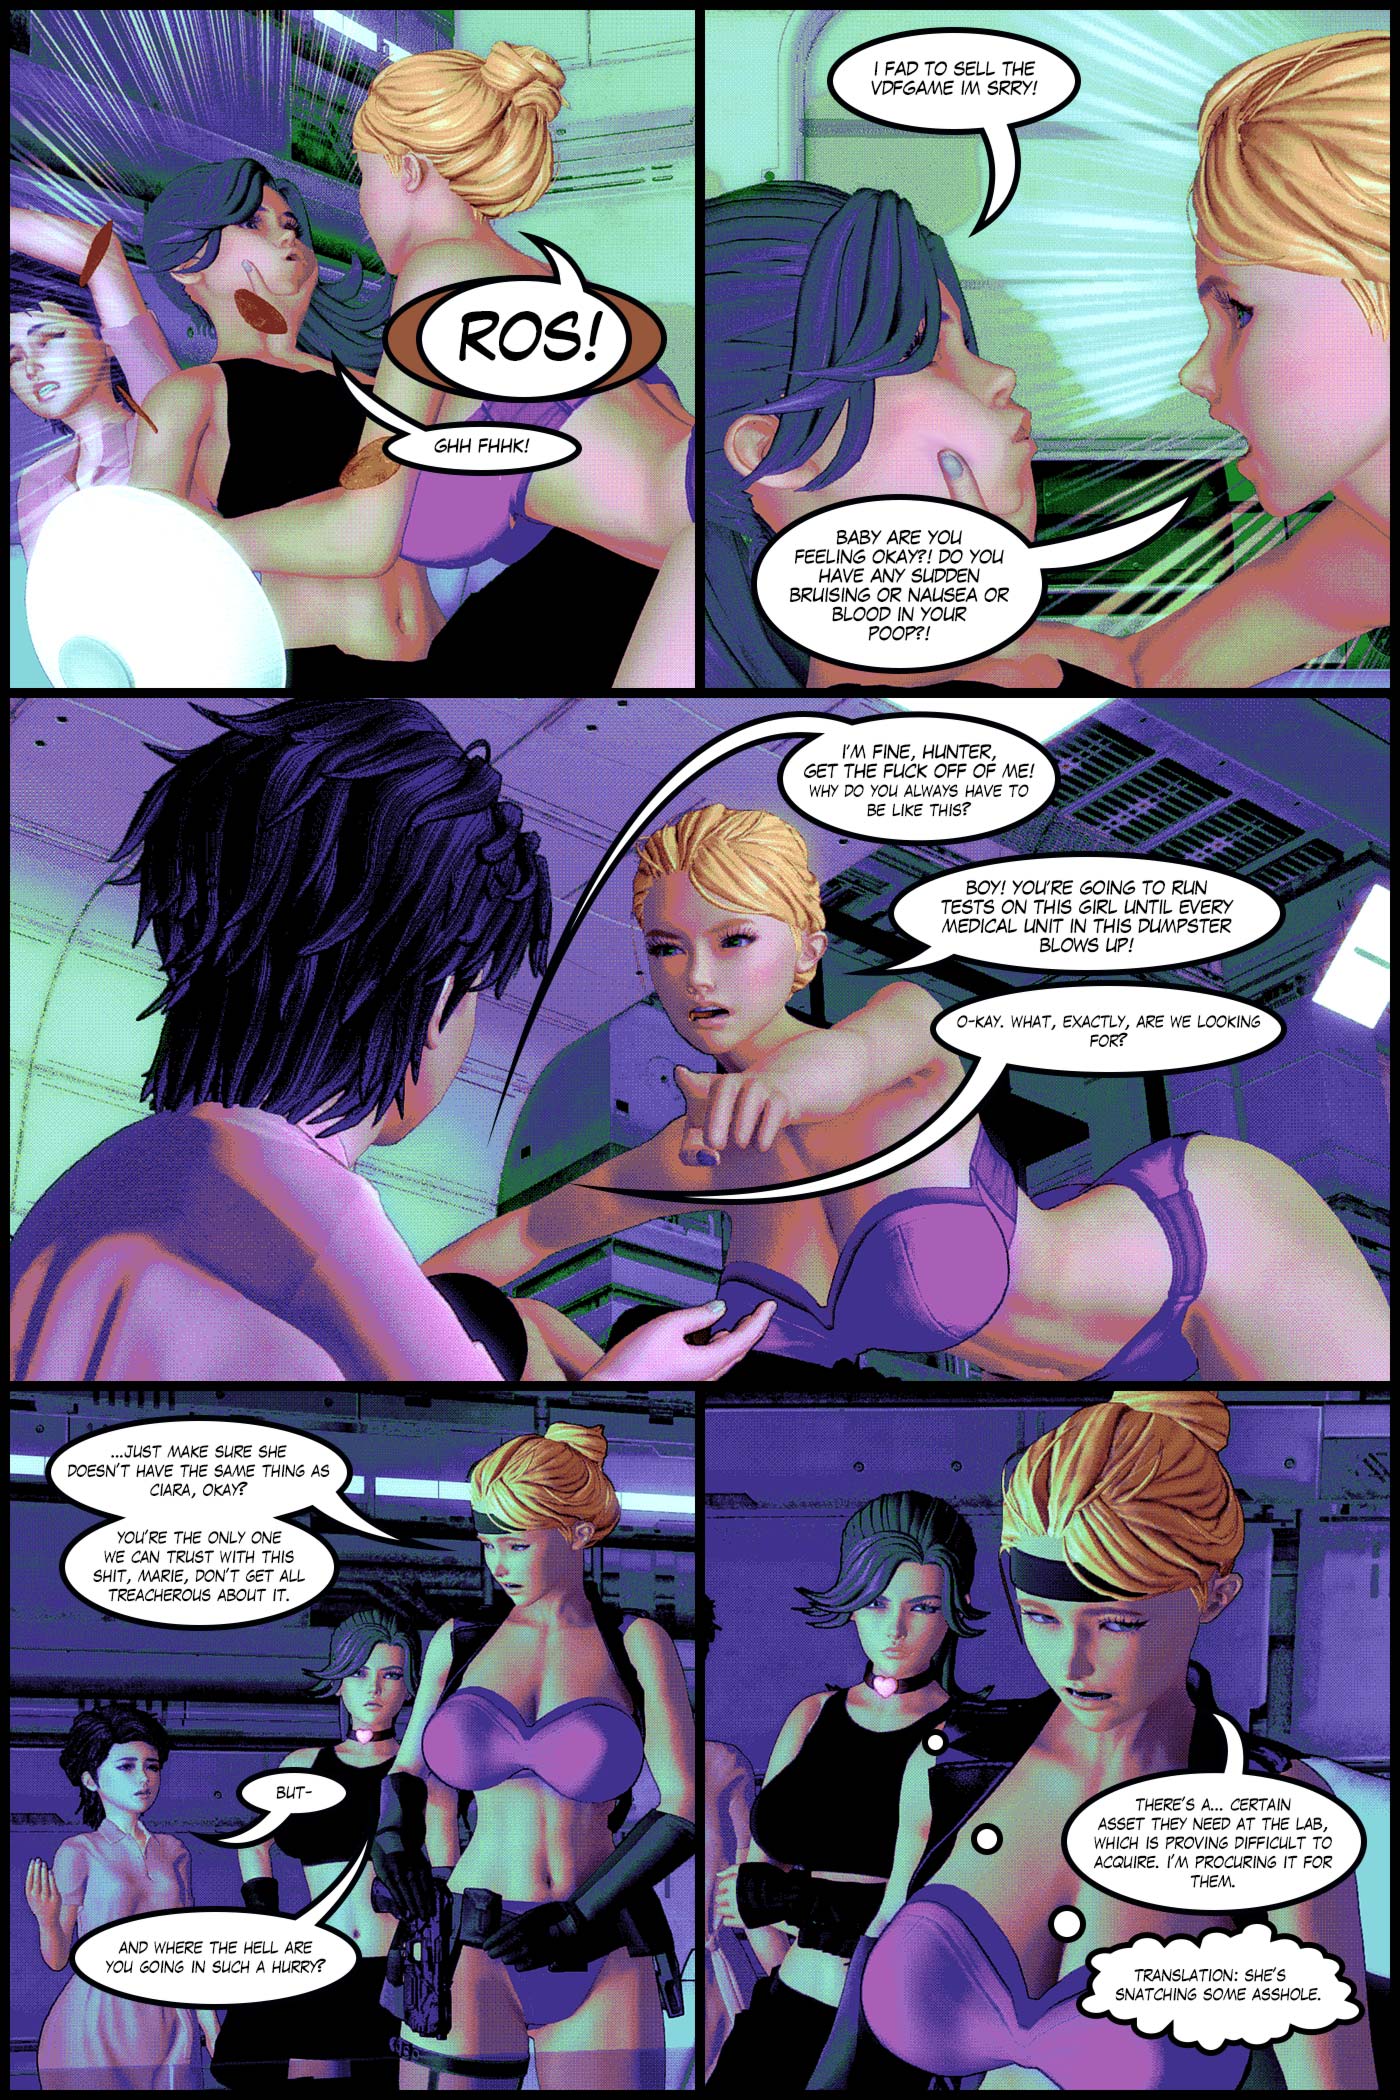 ROS!
GHH FHHK!
I FAD TO SELL THE
VDFGAME IM SRRY!
BABY ARE YOU
FEELING OKAY?! DO YOU
HAVE ANY SUDDEN
BRUISING OR NAUSEA OR
BLOOD IN YOUR
POOP?!
I'M FINE, HUNTER,
GET THE FUCK OFF OF ME!
WHY DO YOU ALWAYS HAVE TO
BE LIKE THIS?
BOY! YOU'RE GOING TO RUN
TESTS ON THIS GIRL UNTIL EVERY
MEDICAL UNIT IN THIS DUMPSTER
BLOWS UP!
O-KAY. WHAT, EXACTLY, ARE WE LOOKING
FOR?
...JUST MAKE SURE SHE
DOESN'T HAVE THE SAME THING AS
CIARA, OKAY?
YOU'RE THE ONLY ONE
WE CAN TRUST WITH THIS
SHIT, MARIE, DON'T GET ALL
TREACHEROUS ABOUT IT.
BUT-
AND WHERE THE HELL ARE
YOU GOING IN SUCH A HURRY?
THERE'S A... CERTAIN
ASSET THEY NEED AT THE LAB,
WHICH IS PROVING DIFFICULT TO
ACQUIRE. I'M PROCURING IT FOR
THEM.
TRANSLATION: SHE'S
SNATCHING SOME ASSHOLE.